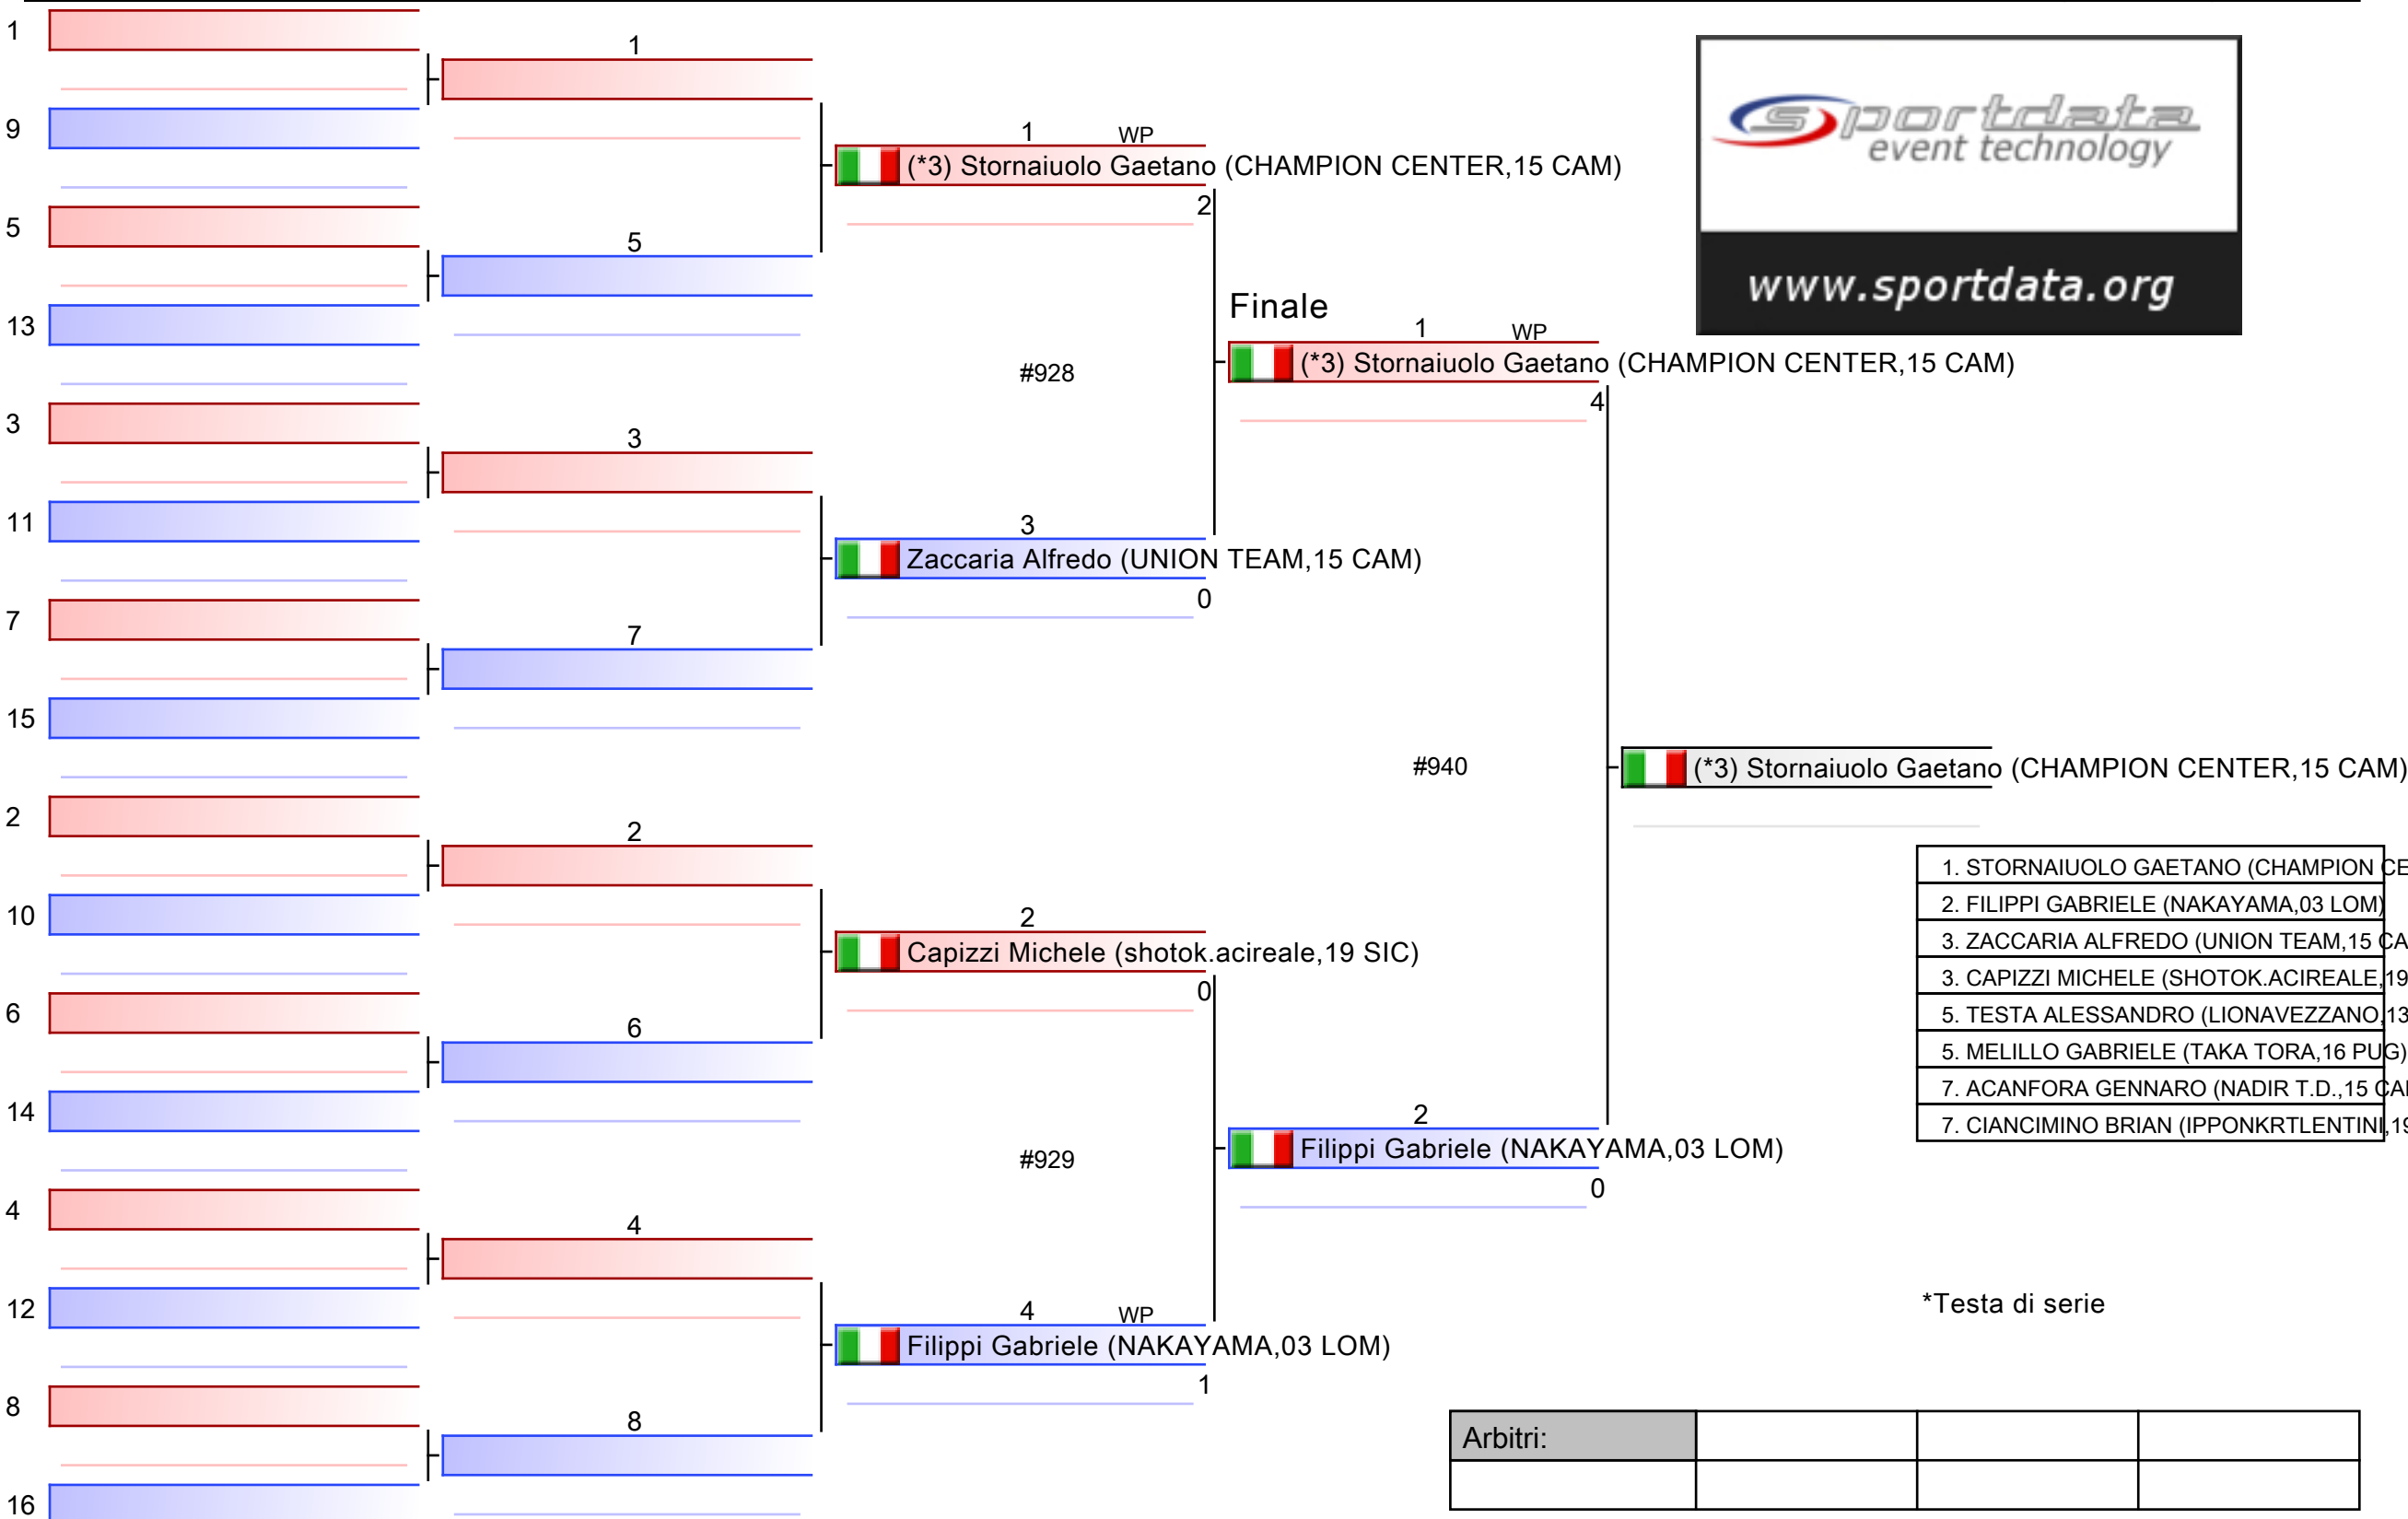 1
9
5
13
3
11
7
15
2
10
6
14
4
12
8
16
1
5
3
7
2
6
4
8
1 WP
(*3) Stornaiuolo Gaetano (CHAMPION CENTER,15 CAM)
2
#928
3
Zaccaria Alfredo (UNION TEAM,15 CAM)
0
2
Capizzi Michele (shotok.acireale,19 SIC)
0
#929
4 WP
Filippi Gabriele (NAKAYAMA,03 LOM)
1
Finale
1 WP
(*3) Stornaiuolo Gaetano (CHAMPION CENTER,15 CAM)
4
#940
2
Filippi Gabriele (NAKAYAMA,03 LOM)
0
(*3) Stornaiuolo Gaetano (CHAMPION CENTER,15 CAM)
sportdata
event technology
www.sportdata.org
1. STORNAIUOLO GAETANO (CHAMPION CE
2. FILIPPI GABRIELE (NAKAYAMA,03 LOM)
3. ZACCARIA ALFREDO (UNION TEAM,15 CA
3. CAPIZZI MICHELE (SHOTOK.ACIREALE,19
5. TESTA ALESSANDRO (LIONAVEZZANO,13
5. MELILLO GABRIELE (TAKA TORA,16 PUG)
7. ACANFORA GENNARO (NADIR T.D.,15 CA
7. CIANCIMINO BRIAN (IPPONKRTLENTINI,19
*Testa di serie
Arbitri: